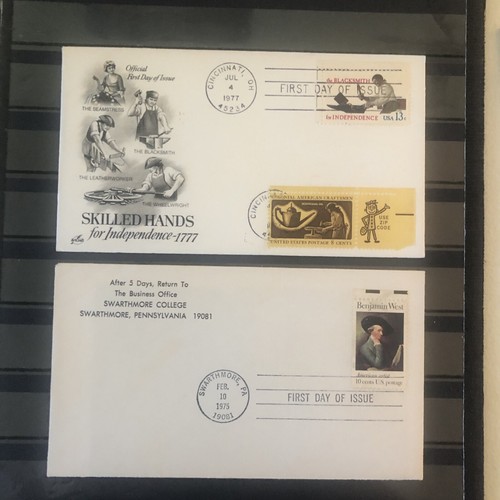 Official
First Day of Issue
THE SEAMSTRESS
THE BLACKSMITH
THE LEATHERWORKER
THE WHEELWRIGHT
SKILLED HANDS
for Independence-1777
CINCINNATI, OH
JUL
4
1977
45234
FIRST DAY OF ISSUE
the BLACKSMITH
for INDEPENDENCE USA 13c
CINCINN
COLONIAL AMERICAN CRAFTSMEN
UNITED STATES POSTAGE 8 CENTS
USE
ZIP
CODE
After 5 Days, Return To
The Business Office
SWARTHMORE COLLEGE
SWARTHMORE, PENNSYLVANIA 19081
Benjamin West
American artist
10 cents US postage
SWARTHMORE, PA
FEB.
10
1975
19081
FIRST DAY OF ISSUE